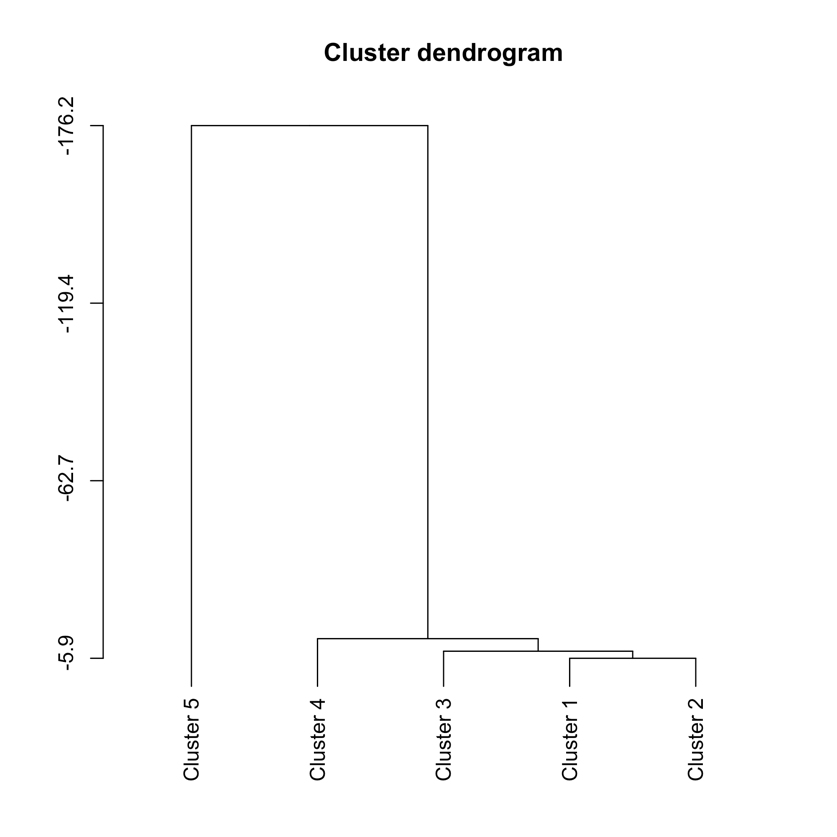 Cluster dendrogram
-176.2
-119.4
-62.7
-5.9
Cluster 5
Cluster 4
Cluster 3
Cluster 1
Cluster 2